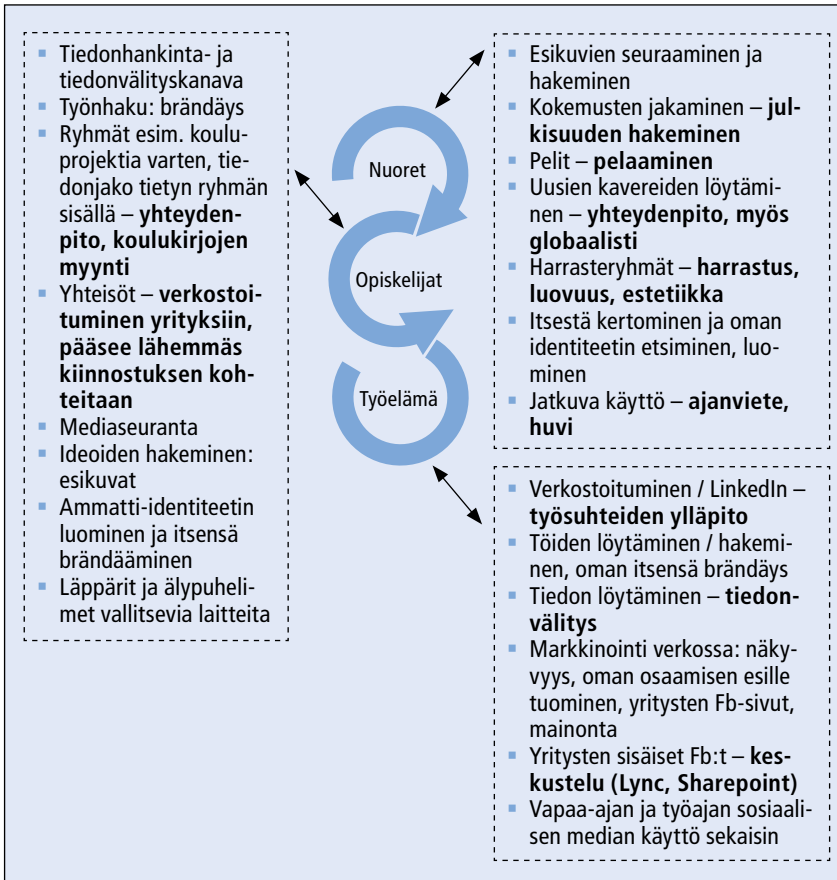 Tiedonhankinta- ja
tiedonvälityskanava
Työnhaku: brändäys
Ryhmät esim. koulu-
projektia varten, tie-
donjako tietyn ryhmän
sisällä – yhteyden-
pito, koulukirjojen
myynti
Yhteisöt – verkostoi-
tuminen yrityksiin,
pääsee lähemmäs
kiinnostuksen koh-
teitaan
Mediaseuranta
Ideoiden hakeminen:
esikuvat
Ammatti-identiteetin
luominen ja itsensä
brändääminen
Läppärit ja älypuheli-
met vallitsevia laitteita
Nuoret
Opiskelijat
Työelämä
Esikuvien seuraaminen ja
hakeminen
Kokemusten jakaminen – jul-
kisuuden hakeminen
Pelit – pelaaminen
Uusien kavereiden löytämi-
nen – yhteydenpito, myös
globaalisti
Harrasteryhmät – harrastus,
luovuus, estetiikka
Itsestä kertominen ja oman
identiteetin etsiminen, luo-
minen
Jatkuva käyttö – ajanviete,
huvi
Verkostoituminen / LinkedIn –
työsuhteiden ylläpito
Töiden löytäminen / hakemi-
nen, oman itsensä brändäys
Tiedon löytäminen – tiedon-
välitys
Markkinointi verkossa: näky-
vyys, oman osaamisen esille
tuominen, yritysten Fb-sivut,
mainonta
Yritysten sisäiset Fb:t – kes-
kustelu (Lync, Sharepoint)
Vapaa-ajan ja työajan sosiaali-
sen median käyttö sekaisin